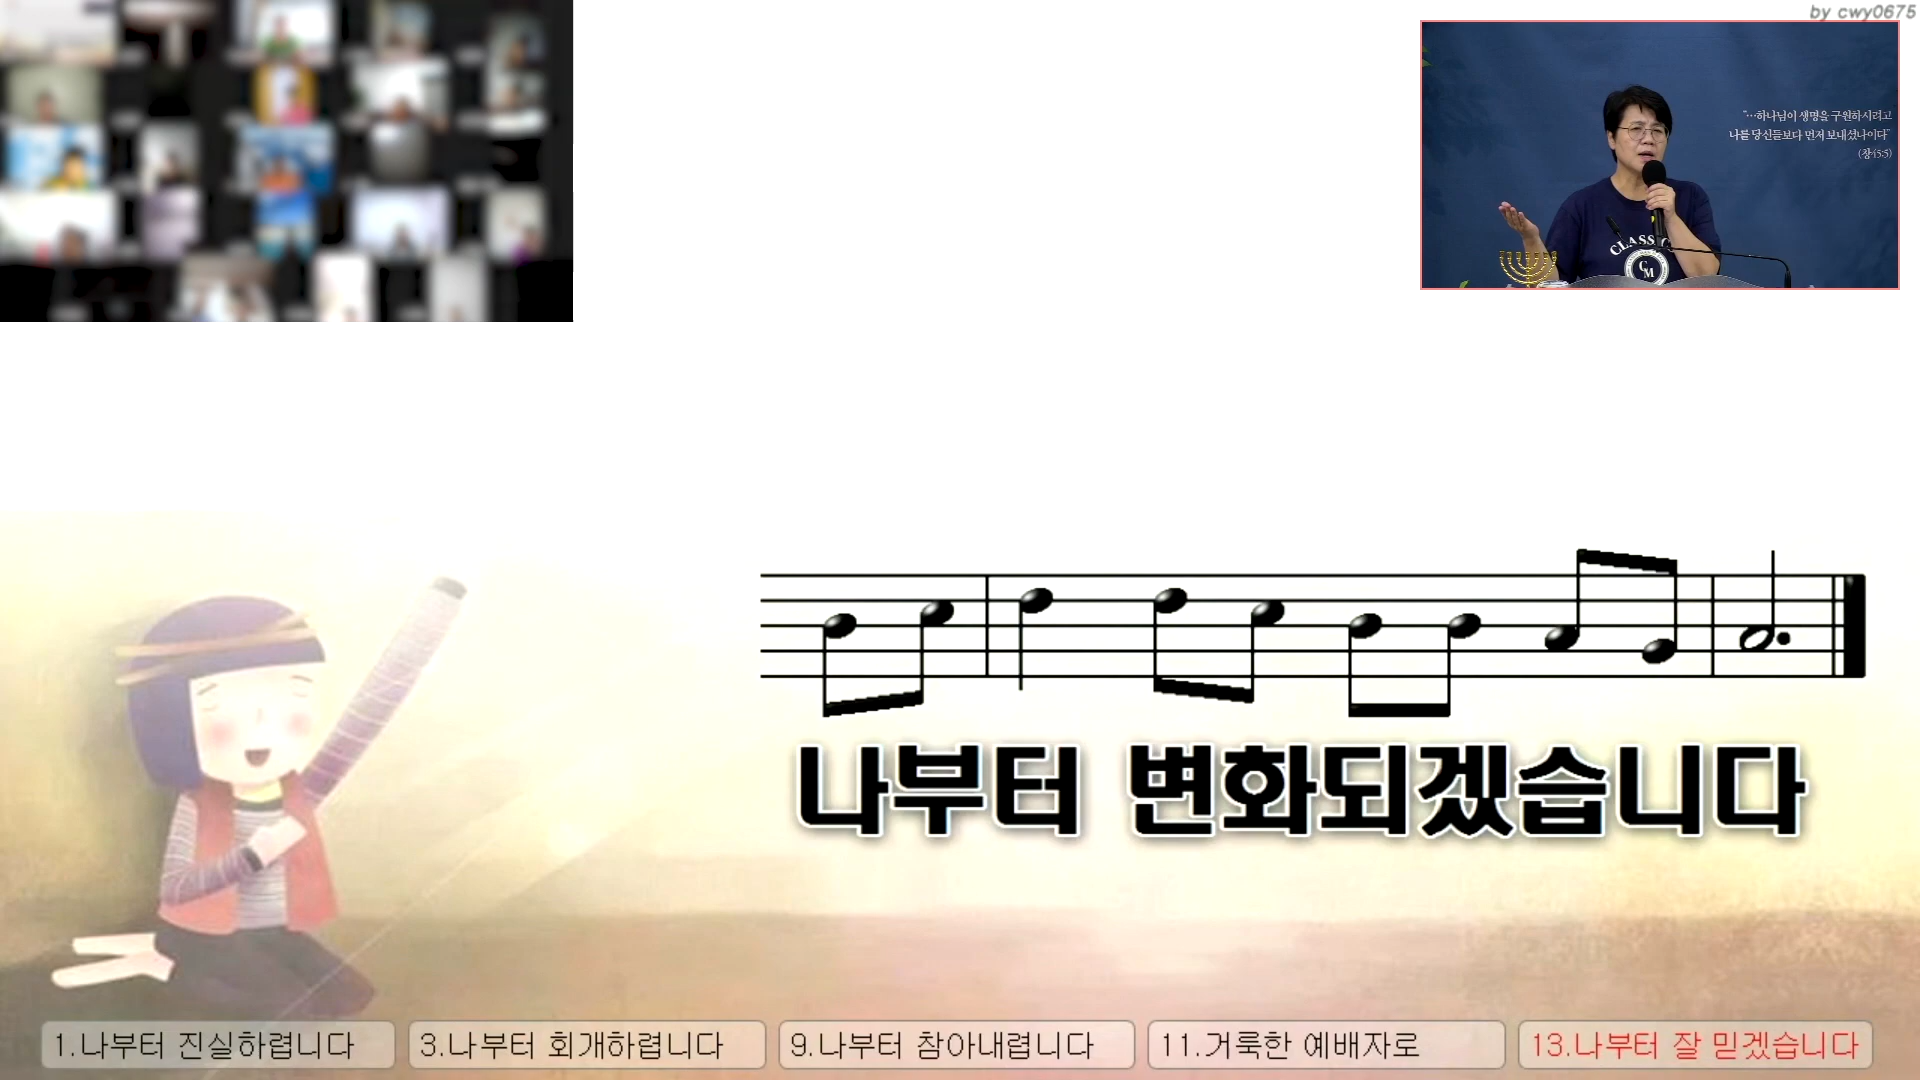 by cwy0675
"…하나님이 생명을 구원하시려고
나를 당신들보다 먼저 보내셨나이다"
(창45:5)
CLASSIC
CM
나부터 변화되겠습니다
1.나부터 진실하렵니다
3.나부터 회개하렵니다
9.나부터 참아내렵니다
11.거룩한 예배자로
13.나부터 잘 믿겠습니다